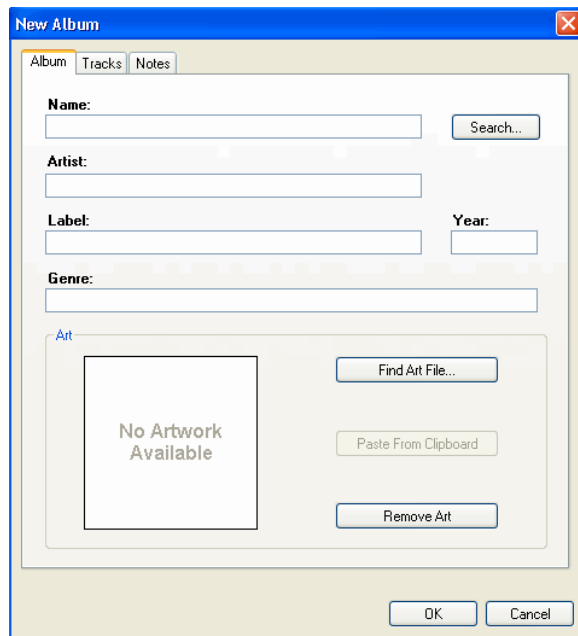 New Album
Album Tracks Notes
Name:
Search...
Artist:
Label: Year:
Genre:
Art
Find Art File...
No Artwork
Available
Paste From Clipboard
Remove Art
OK Cancel